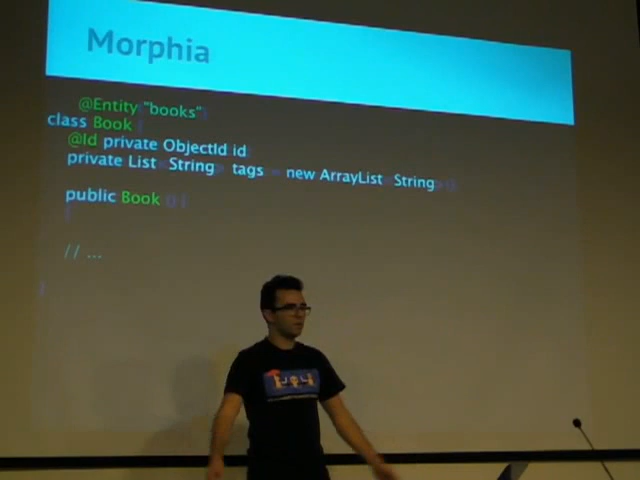 Morphia
@Entity("books")
class Book {
@Id private ObjectId id
private List<String> tags = new ArrayList<String>()
public Book () {
}
// ...
}